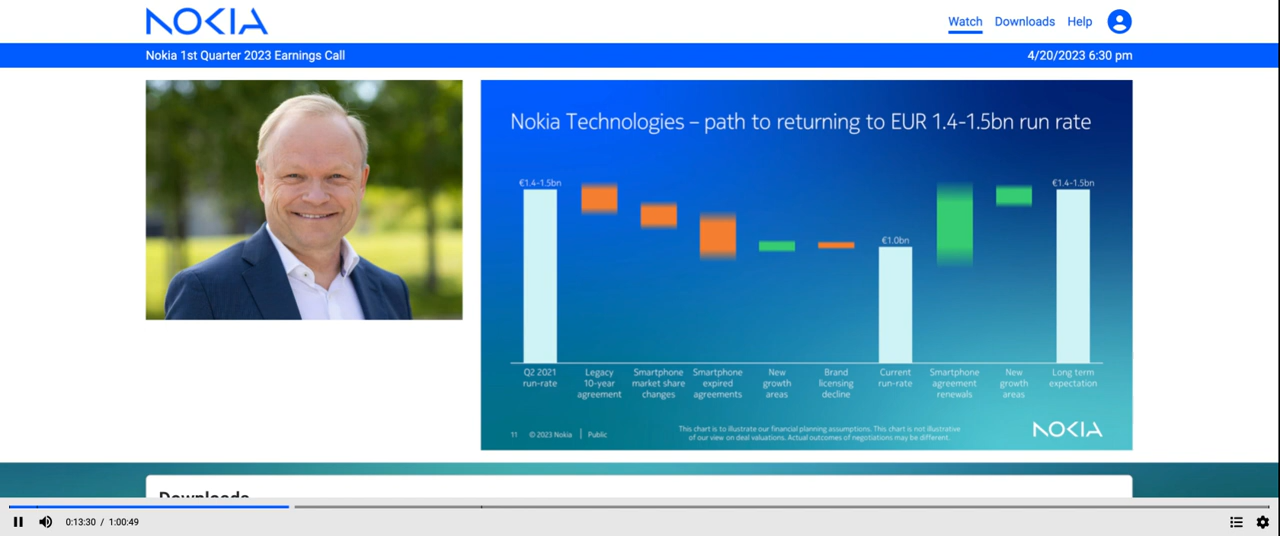 NOKIA
Watch Downloads Help
Nokia 1st Quarter 2023 Earnings Call
4/20/2023 6:30 pm
Nokia Technologies – path to returning to EUR 1.4-1.5bn run rate
€1.4-1.5bn
€1.0bn
€1.4-1.5bn
Q2 2021
run-rate
Legacy
10-year
agreement
Smartphone
market share
changes
Smartphone
expired
agreements
New
growth
areas
Brand
licensing
decline
Current
run-rate
Smartphone
agreement
renewals
New
growth
areas
Long term
expectation
11 © 2023 Nokia | Public
This chart is to illustrate our financial planning assumptions. This chart is not illustrative
of our view on deal valuations. Actual outcomes of negotiations may be different.
NOKIA
Downloads
0:13:30 / 1:00:49